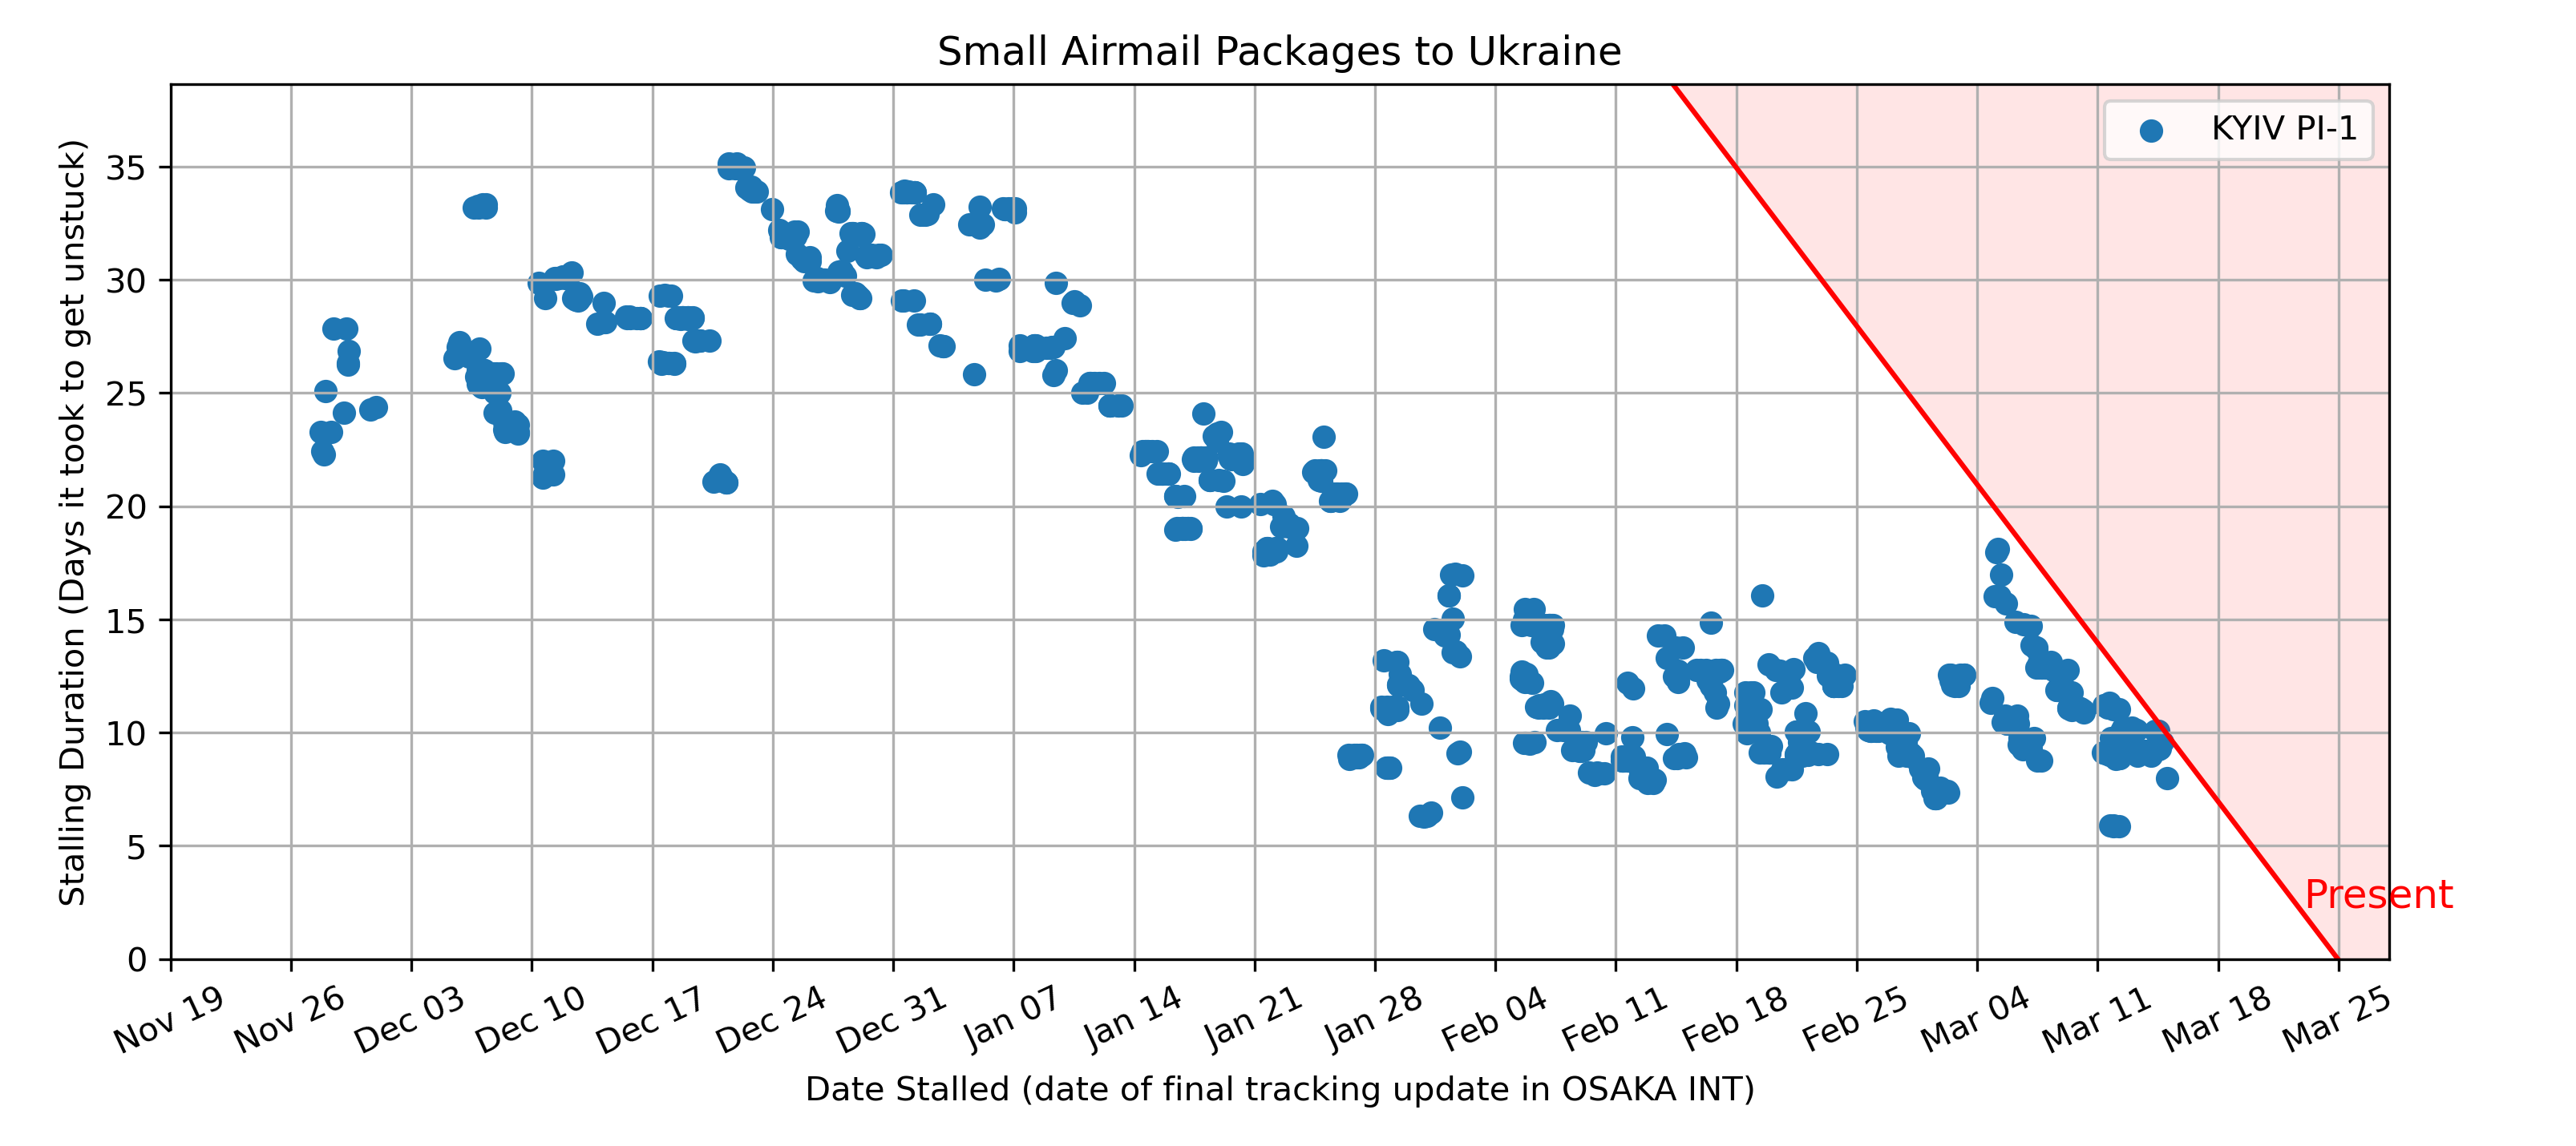 Small Airmail Packages to Ukraine
KYIV PI-1
Stalling Duration (Days it took to get unstuck)
35
30
25
20
15
10
5
0
Present
Nov 19
Nov 26
Dec 03
Dec 10
Dec 17
Dec 24
Dec 31
Jan 07
Jan 14
Jan 21
Jan 28
Feb 04
Feb 11
Feb 18
Feb 25
Mar 04
Mar 11
Mar 18
Mar 25
Date Stalled (date of final tracking update in OSAKA INT)